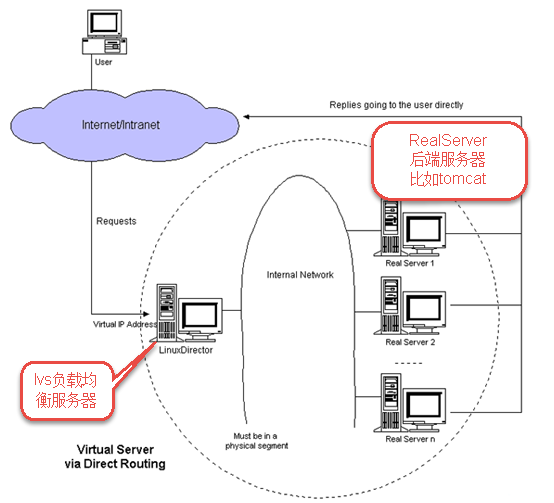 User
Internet/Intranet
Replies going to the user directly
RealServer
后端服务器
比如tomcat
Requests
Real Server 1
Internal Network
Virtual IP Address
LinuxDirector
Real Server 2
lvs负载均
衡服务器
Real Server n
Must be in a
physical segment
Virtual Server
via Direct Routing